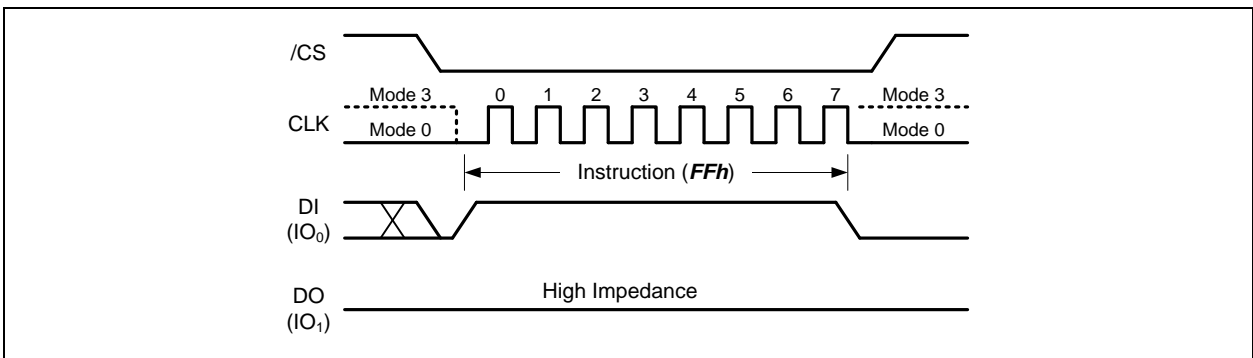 /CS
Mode 3 0 1 2 3 4 5 6 7 Mode 3
CLK
Mode 0 Mode 0
Instruction (FFh)
DI
(IO₀)
DO High Impedance
(IO₁)